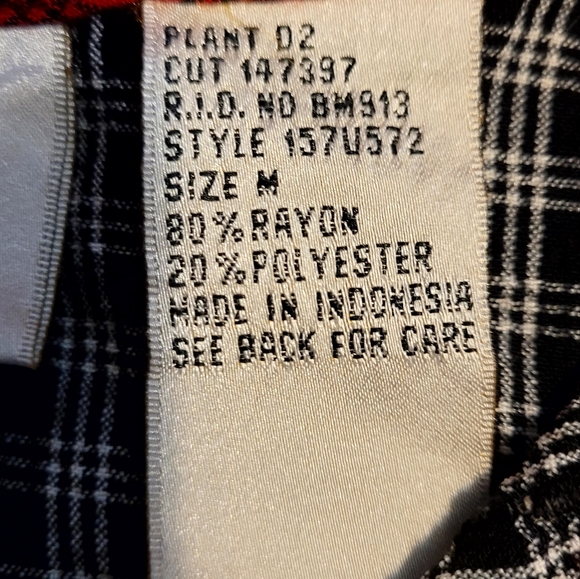 PLANT D2
CUT 147397
R.I.D. NO BM913
STYLE 157U572
SIZE M
80% RAYON
20% POLYESTER
MADE IN INDONESIA
SEE BACK FOR CARE